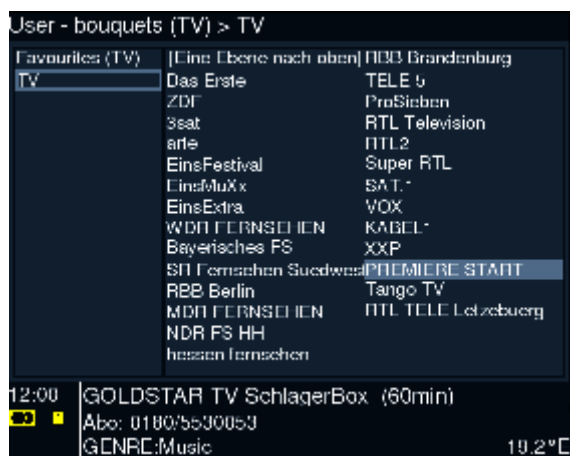 User - bouquets (TV) > TV
Favourites (TV)
TV
[Eine Ebene nach oben]
Das Erste
ZDF
3sat
arte
EinsFestival
EinsMuXx
EinsExtra
WDR FERNSEHEN
Bayerisches FS
SR Fernsehen Suedwest
RBB Berlin
MDR FERNSEHEN
NDR FS HH
hessen fernsehen
RBB Brandenburg
TELE 5
ProSieben
RTL Television
RTL2
Super RTL
SAT.1
VOX
KABEL1
XXP
PREMIERE START
Tango TV
RTL TELE Letzebuerg
12:00
GOLDSTAR TV SchlagerBox (60min)
Abo: 0180/5530053
GENRE:Music
19.2°E